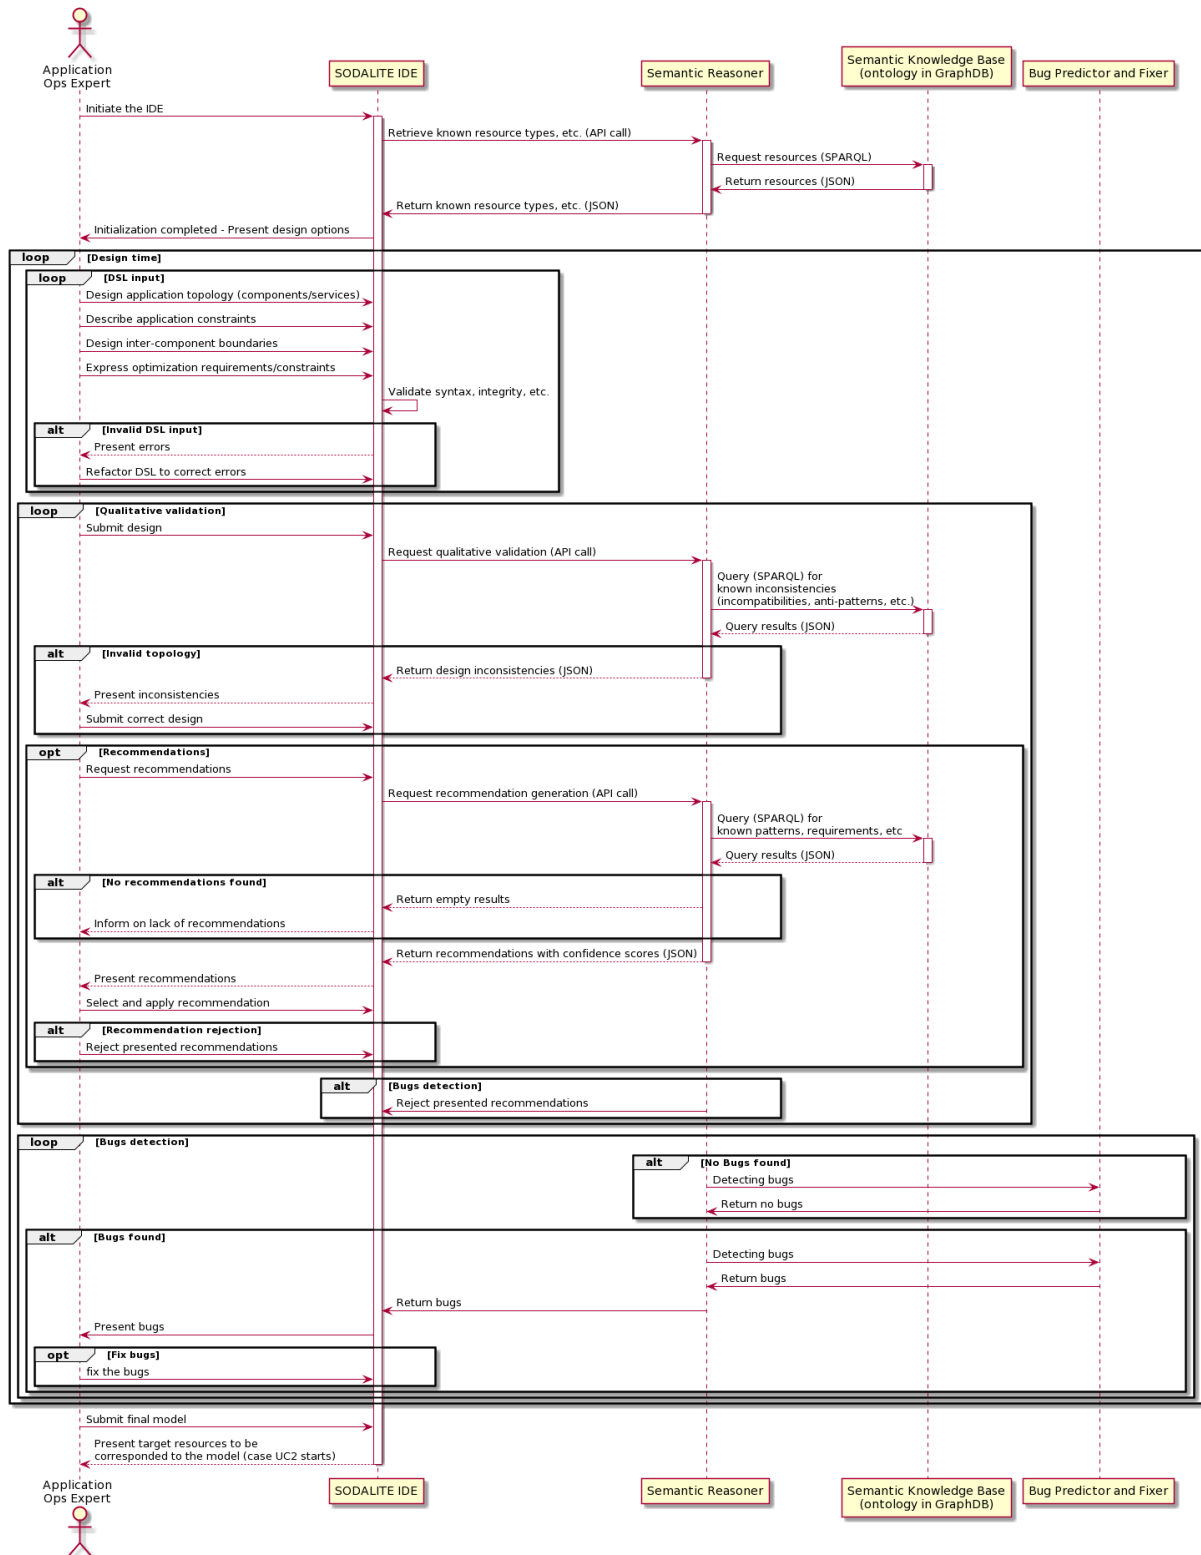 Application
Ops Expert
SODALITE IDE
Semantic Reasoner
Semantic Knowledge Base
(ontology in GraphDB)
Bug Predictor and Fixer
Initiate the IDE
Retrieve known resource types, etc. (API call)
Request resources (SPARQL)
Return resources (JSON)
Return known resource types, etc. (JSON)
Initialization completed - Present design options
loop [Design time]
loop [DSL input]
Design application topology (components/services)
Describe application constraints
Design inter-component boundaries
Express optimization requirements/constraints
Validate syntax, integrity, etc.
alt [Invalid DSL input]
Present errors
Refactor DSL to correct errors
loop [Qualitative validation]
Submit design
Request qualitative validation (API call)
Query (SPARQL) for
known inconsistencies
(incompatibilities, anti-patterns, etc.)
Query results (JSON)
alt [Invalid topology]
Return design inconsistencies (JSON)
Present inconsistencies
Submit correct design
opt [Recommendations]
Request recommendations
Request recommendation generation (API call)
Query (SPARQL) for
known patterns, requirements, etc
Query results (JSON)
alt [No recommendations found]
Return empty results
Inform on lack of recommendations
Return recommendations with confidence scores (JSON)
Present recommendations
Select and apply recommendation
alt [Recommendation rejection]
Reject presented recommendations
alt [Bugs detection]
Reject presented recommendations
loop [Bugs detection]
alt [No Bugs found]
Detecting bugs
Return no bugs
alt [Bugs found]
Detecting bugs
Return bugs
Return bugs
Present bugs
opt [Fix bugs]
fix the bugs
Submit final model
Present target resources to be
corresponded to the model (case UC2 starts)
Application
Ops Expert
SODALITE IDE
Semantic Reasoner
Semantic Knowledge Base
(ontology in GraphDB)
Bug Predictor and Fixer